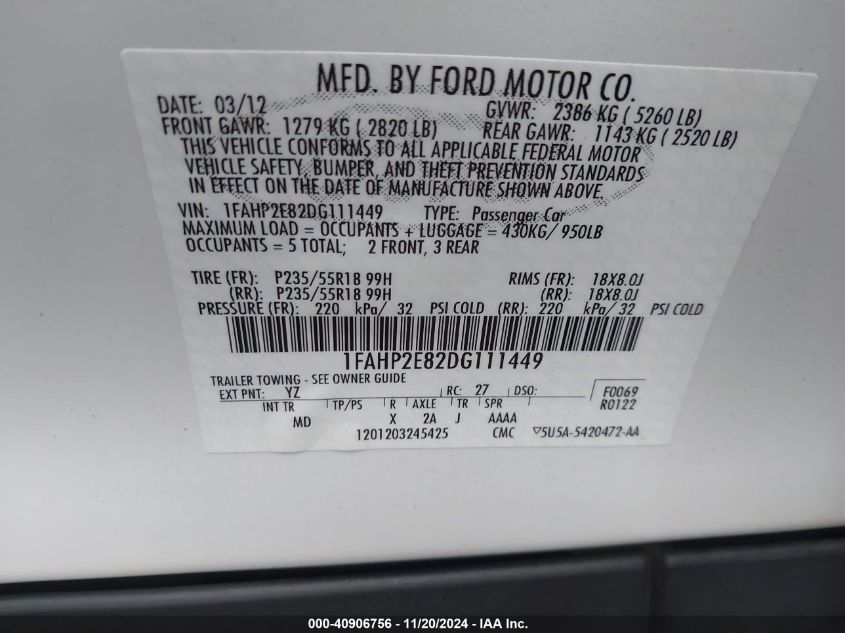 MFD. BY FORD MOTOR CO.
DATE: 03/12 GVWR: 2386 KG ( 5260 LB)
FRONT GAWR: 1279 KG ( 2820 LB) REAR GAWR: 1143 KG ( 2520 LB)
THIS VEHICLE CONFORMS TO ALL APPLICABLE FEDERAL MOTOR
VEHICLE SAFETY, BUMPER, AND THEFT PREVENTION STANDARDS
IN EFFECT ON THE DATE OF MANUFACTURE SHOWN ABOVE.
VIN: 1FAHP2E82DG111449 TYPE: Passenger Car
MAXIMUM LOAD = OCCUPANTS + LUGGAGE = 430KG/ 950LB
OCCUPANTS = 5 TOTAL; 2 FRONT, 3 REAR
TIRE (FR): P235/55R18 99H RIMS (FR): 18X8.0J
(RR): P235/55R18 99H (RR): 18X8.0J
PRESSURE (FR): 220 kPa/ 32 PSI COLD (RR): 220 kPa/ 32 PSI COLD
1FAHP2E82DG111449
TRAILER TOWING - SEE OWNER GUIDE
EXT PNT: YZ RC: 27 DSO: F0069
INT TR TP/PS R AXLE TR SPR R0122
MD X 2A J AAAA
1201203245425 CMC 5U5A-5420472-AA
000-40906756 - 11/20/2024 - IAAI Inc.